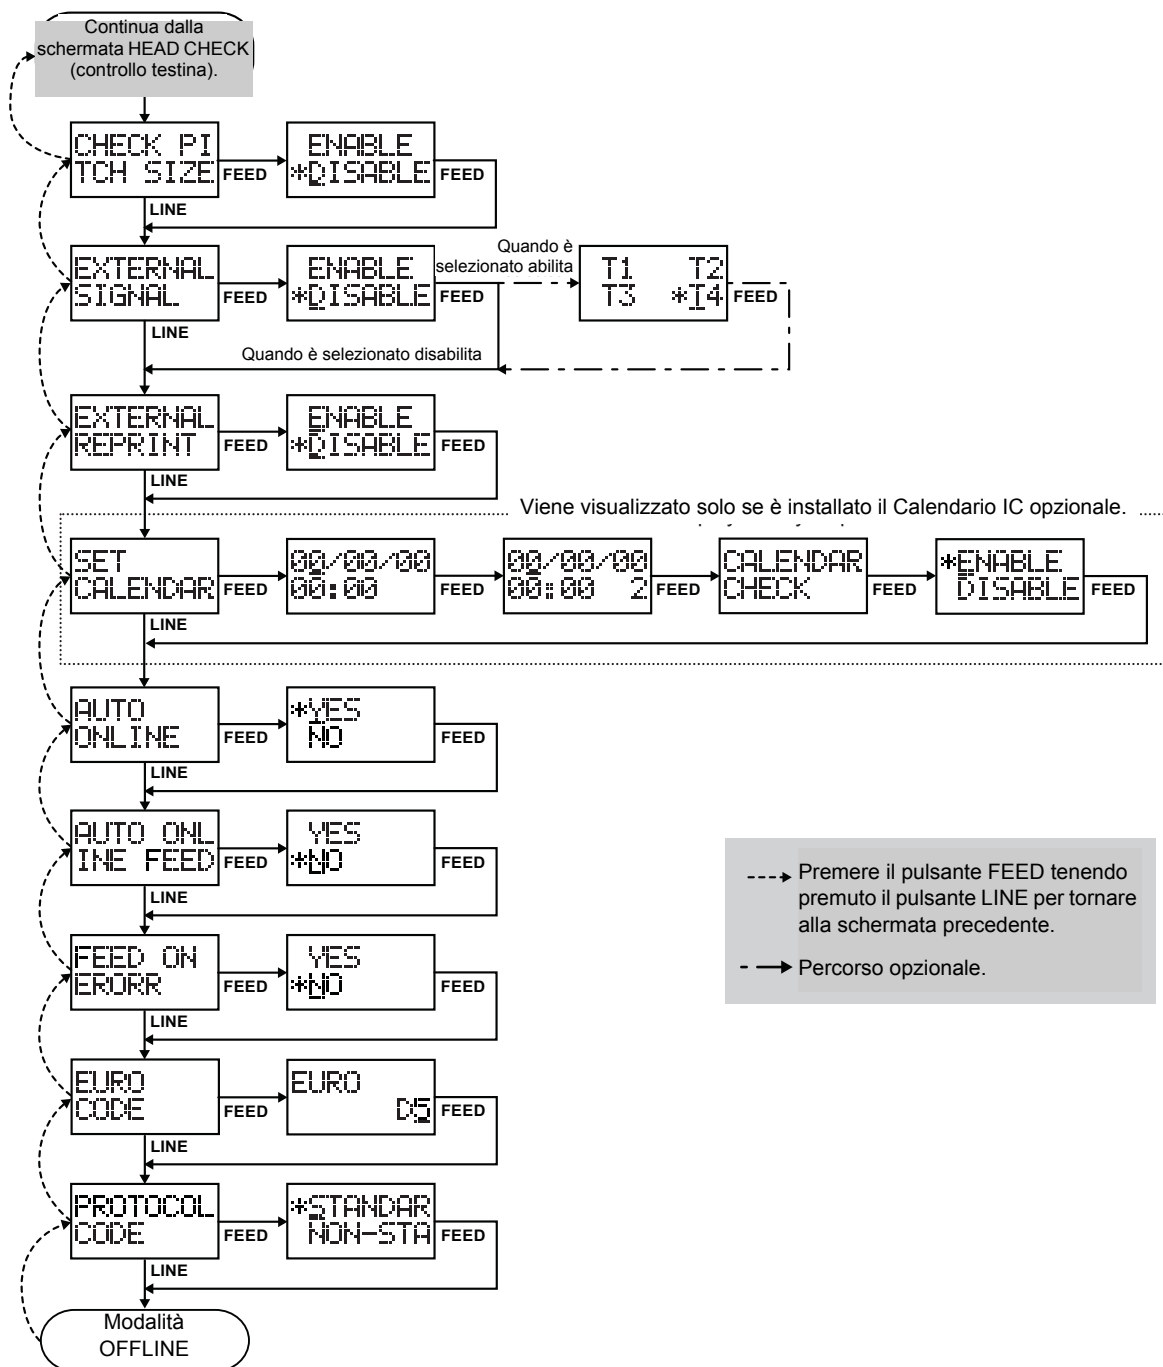 Continua dalla
schermata HEAD CHECK
(controllo testina).
CHECK PI
TCH SIZE
FEED
ENABLE
*DISABLE
FEED
LINE
EXTERNAL
SIGNAL
FEED
ENABLE
*DISABLE
FEED
Quando è
selezionato abilita
T1 T2
T3 *T4
FEED
LINE
Quando è selezionato disabilita
EXTERNAL
REPRINT
FEED
ENABLE
*DISABLE
FEED
LINE
Viene visualizzato solo se è installato il Calendario IC opzionale.
SET
CALENDAR
FEED
00/00/00
00:00
FEED
00/00/00
00:00 2
FEED
CALENDAR
CHECK
FEED
*ENABLE
DISABLE
FEED
LINE
AUTO
ONLINE
FEED
*YES
NO
FEED
LINE
AUTO ONL
INE FEED
FEED
YES
*NO
FEED
LINE
FEED ON
ERORR
FEED
YES
*NO
FEED
LINE
EURO
CODE
FEED
EURO
D5
FEED
LINE
PROTOCOL
CODE
FEED
*STANDAR
NON-STA
FEED
LINE
Modalità
OFFLINE
Premere il pulsante FEED tenendo
premuto il pulsante LINE per tornare
alla schermata precedente.
Percorso opzionale.